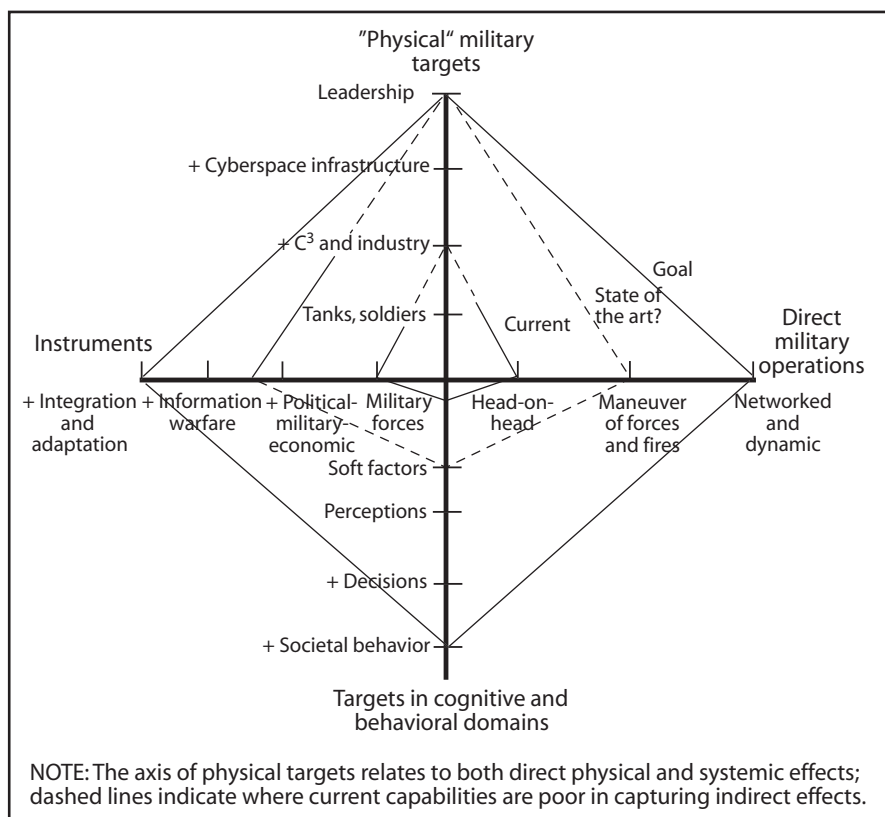 ”Physical“ military
targets
Leadership
+ Cyberspace infrastructure
+ C³ and industry
Goal
State of
the art?
Tanks, soldiers
Current
Direct
military
operations
Instruments
+ Integration
and
adaptation
+ Information
warfare
+ Political-
military-
economic
Military
forces
Head-on-
head
Maneuver
of forces
and fires
Networked
and
dynamic
Soft factors
Perceptions
+ Decisions
+ Societal behavior
Targets in cognitive and
behavioral domains
NOTE: The axis of physical targets relates to both direct physical and systemic effects;
dashed lines indicate where current capabilities are poor in capturing indirect effects.